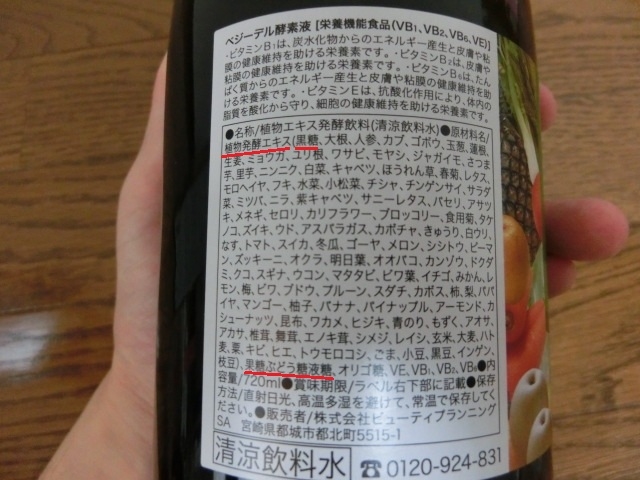 ベジーデル酵素液 [栄養機能食品(VB1、VB2、VB6、VE)]
・ビタミンB1は、炭水化物からのエネルギー産生と皮膚や粘
膜の健康維持を助ける栄養素です。・ビタミンB2は、皮膚や
粘膜の健康維持を助ける栄養素です。・ビタミンB6は、たん
ぱく質からのエネルギー産生と皮膚や粘膜の健康維持を助
ける栄養素です。・ビタミンEは、抗酸化作用により、体内の
脂質を酸化から守り、細胞の健康維持を助ける栄養素です。
●名称/植物エキス発酵飲料(清涼飲料水)●原材料名/
植物発酵エキス(黒糖、大根、人参、カブ、ゴボウ、玉葱、蓮根、
生姜、ミョウガ、ユリ根、ワサビ、モヤシ、ジャガイモ、さつま
芋、里芋、ニンニク、白菜、キャベツ、ほうれん草、春菊、レタス、
モロヘイヤ、フキ、水菜、小松菜、チシャ、チンゲンサイ、サラダ
菜、ミツバ、ニラ、紫キャベツ、サニーレタス、パセリ、アサツ
キ、メネギ、セロリ、カリフラワー、ブロッコリー、食用菊、タケ
ノコ、ズイキ、ウド、アスパラガス、カボチャ、きゅうり、白ウリ、
なす、トマト、スイカ、冬瓜、ゴーヤ、メロン、シシトウ、ピーマ
ン、ズッキーニ、オクラ、明日葉、オオバコ、カンゾウ、ドクダ
ミ、クコ、スギナ、ウコン、マタタビ、ビワ葉、イチゴ、みかん、レ
モン、梅、ビワ、ブドウ、プルーン、スダチ、カボス、柿、梨、パパ
イヤ、マンゴー、柚子、バナナ、パイナップル、アーモンド、カ
シューナッツ、昆布、ワカメ、ヒジキ、青のり、もずく、アオサ、
アカサ、椎茸、舞茸、エノキ茸、シメジ、レイシ、玄米、大麦、ハト
麦、粟、キビ、ヒエ、トウモロコシ、ごま、小豆、黒豆、インゲン、
枝豆)、果糖ぶどう糖液糖、オリゴ糖、VE、VB1、VB2、VB6●内
容量/720ml●賞味期限/ラベル右下部に記載●保存
方法/直射日光、高温多湿を避けて、常温で保存してく
ださい。●販売者/株式会社ビューティプランニング
SA 宮崎県都城市都北町5515-1
清涼飲料水 ☎0120-924-831